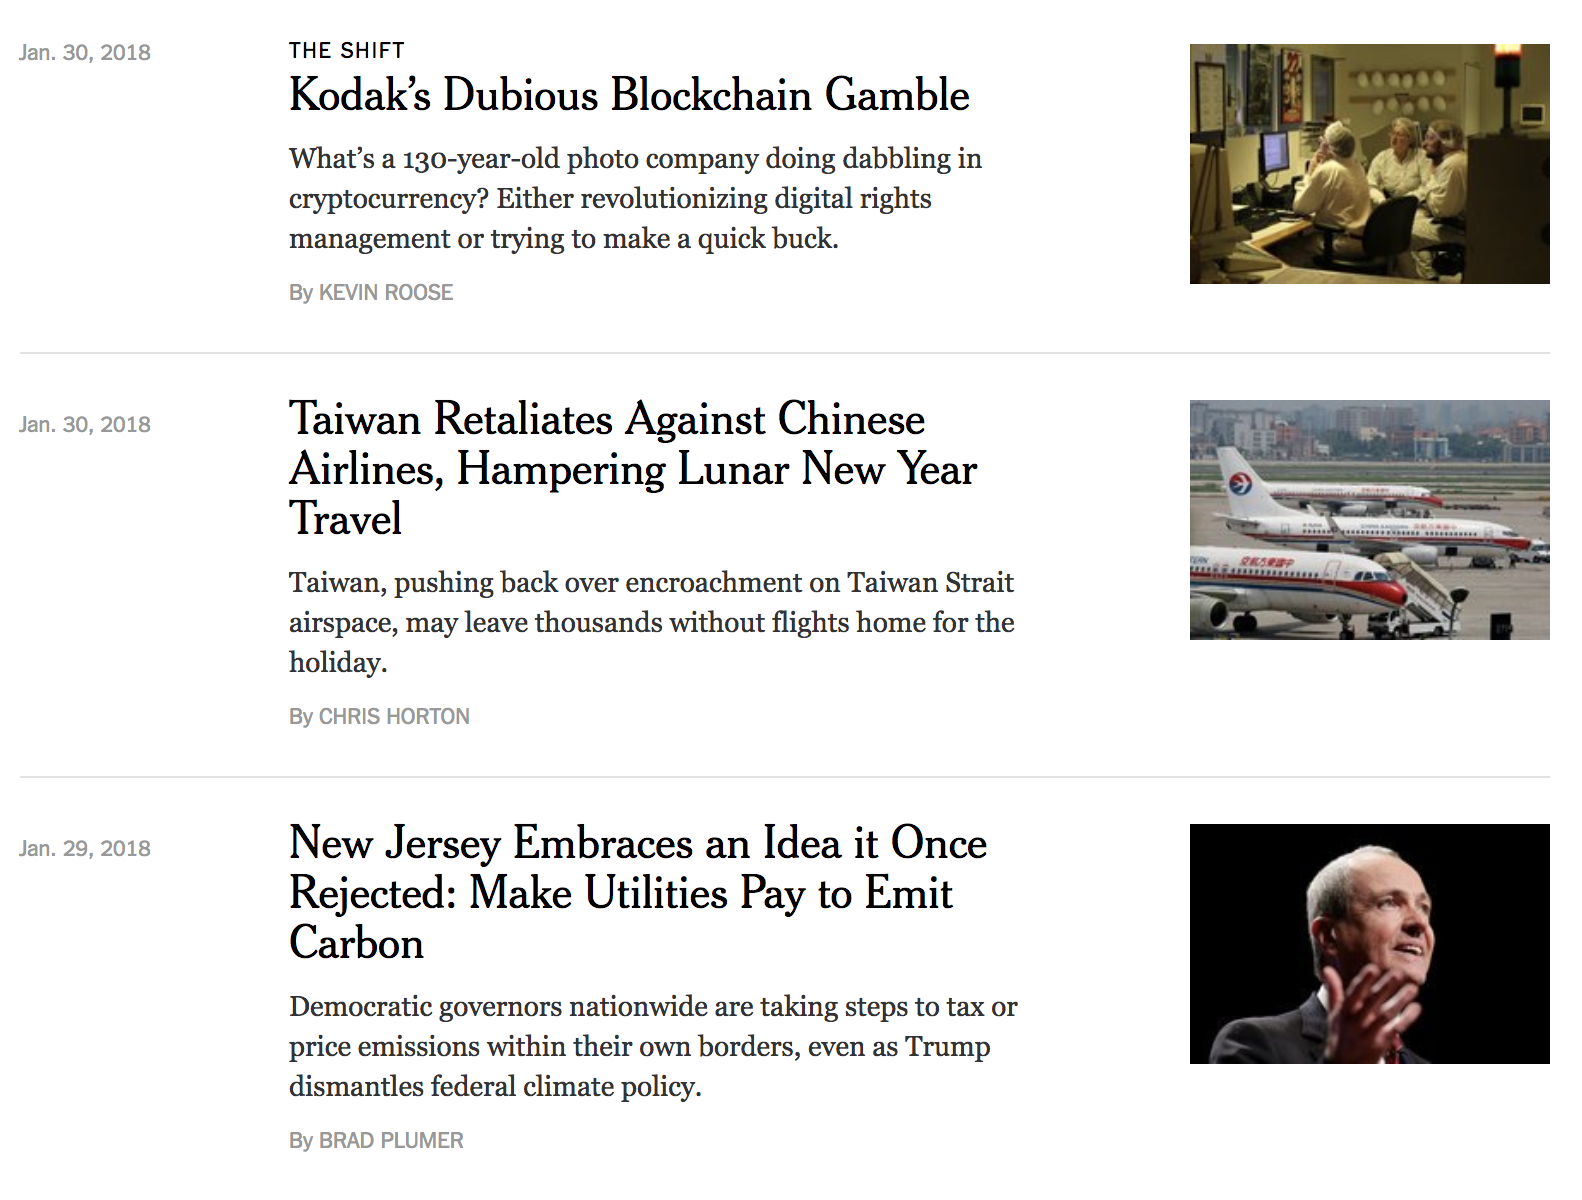 Jan. 30, 2018
THE SHIFT
Kodak’s Dubious Blockchain Gamble
What’s a 130-year-old photo company doing dabbling in
cryptocurrency? Either revolutionizing digital rights
management or trying to make a quick buck.
By KEVIN ROOSE
Jan. 30, 2018
Taiwan Retaliates Against Chinese
Airlines, Hampering Lunar New Year
Travel
Taiwan, pushing back over encroachment on Taiwan Strait
airspace, may leave thousands without flights home for the
holiday.
By CHRIS HORTON
Jan. 29, 2018
New Jersey Embraces an Idea it Once
Rejected: Make Utilities Pay to Emit
Carbon
Democratic governors nationwide are taking steps to tax or
price emissions within their own borders, even as Trump
dismantles federal climate policy.
By BRAD PLUMER